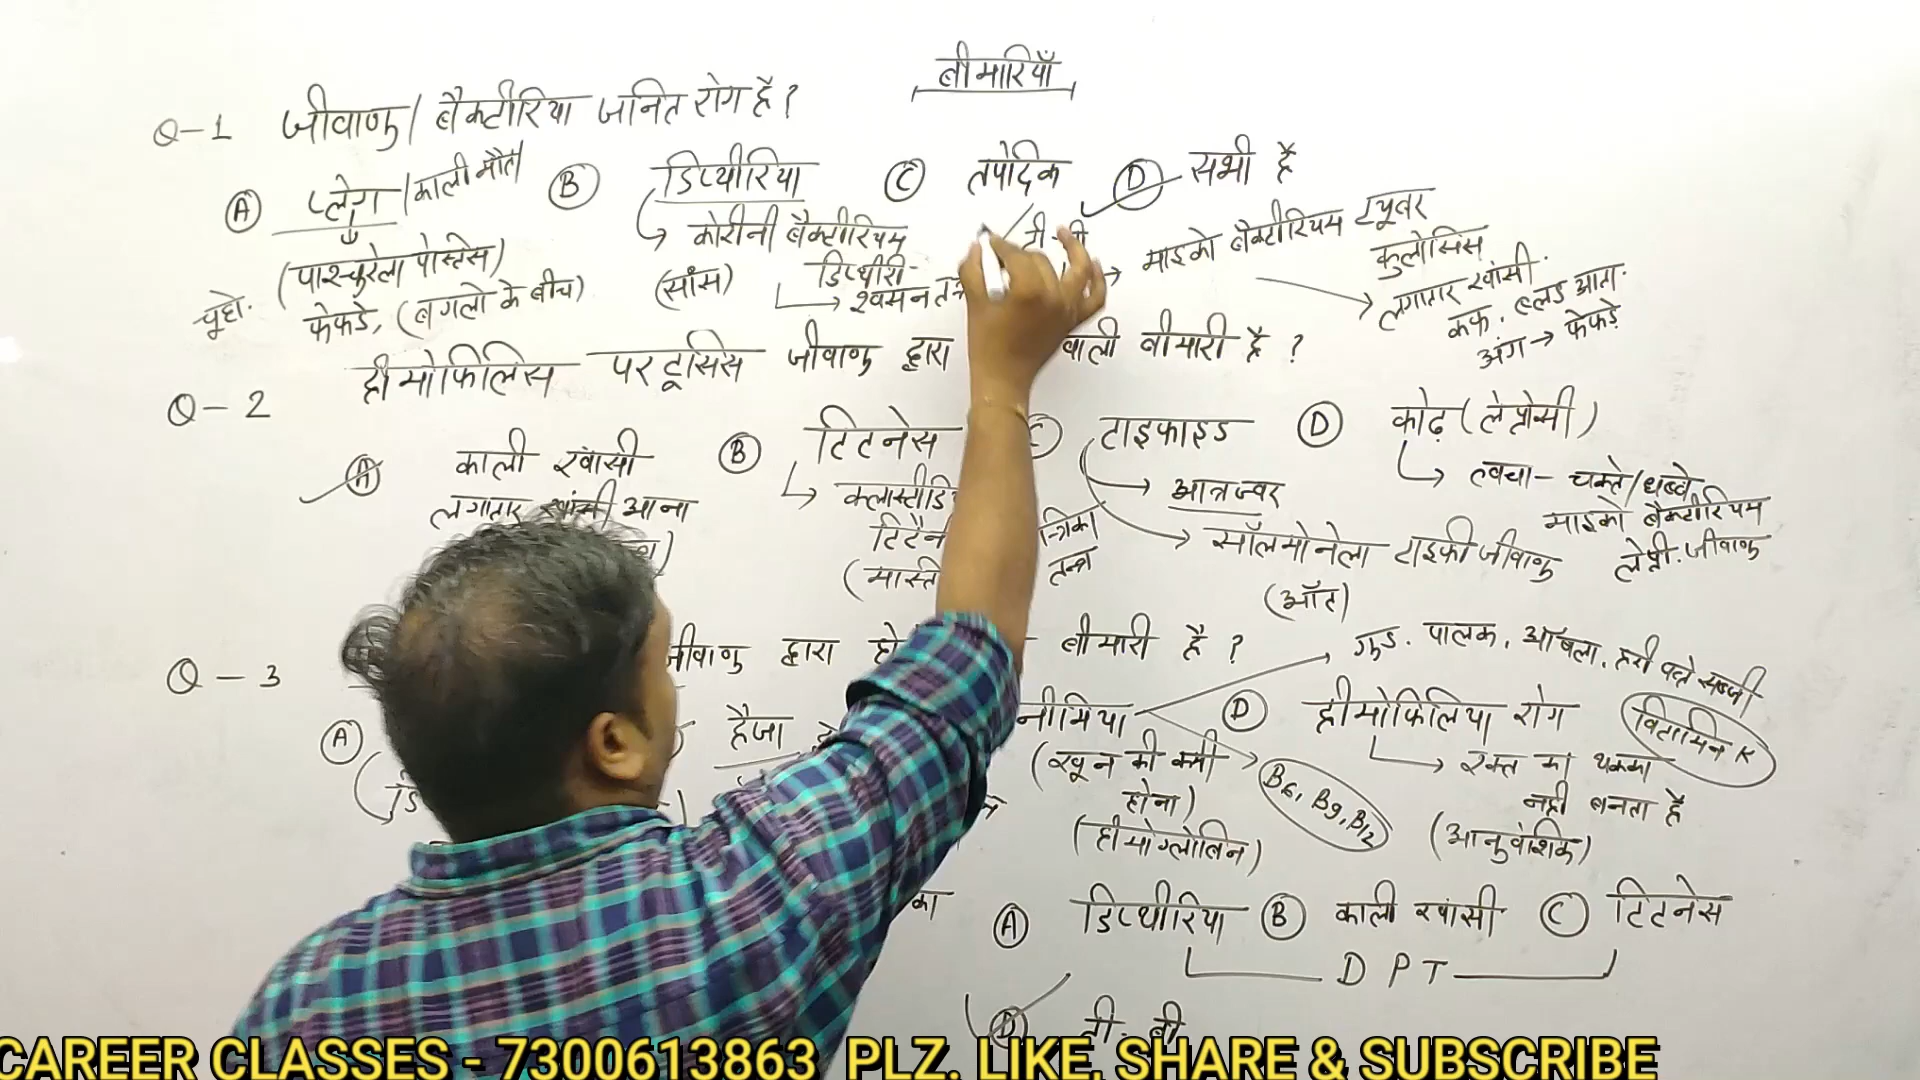 बीमारियाँ
Q-1 जीवाणु/ बैक्टीरिया जनित रोग है ?
A प्लेग/काली मौत B डिप्थीरिया C तपेदिक D सभी है
(पाश्चुरेला पेस्टिस) कोरीनी बैक्टीरियम डिप्थीरी- टी-बी
चूहे. फेफड़े, (बगलो के बीच) (साँस) श्वसन
माइको बैक्टीरियम ट्यूबर कुलोसिस
लगातार खांसी.
कफ. ब्लड आता.
अंग → फेफड़े
Q-2 हीमोफिलिस परटूसिस जीवाणु द्वारा वाली बीमारी है ?
A काली खांसी B टिटनेस C टाइफाइड D कोढ़ (लेप्रोसी)
लगातार खांसी आना
आन्त्रज्वर
सॉलमोनेला टाइफी जीवाणु
(आँत)
तन्त्र
त्वचा - चकते/धब्बे
माइको बैक्टीरियम
लेप्री. जीवाणु
Q-3 जीवाणु द्वारा बीमारी है ?
गुड़. पालक. आँवला. हरी पत्ते सब्जी
A हैजा नीमिया D हीमोफिलिया रोग विटामिन K
(खून की कमी होना)
(हीमोग्लोबिन)
B6, B9, B12
रक्त का थक्का
नही बनता है
(आनुवंशिक)
का
A डिप्थीरिया B काली खांसी C टिटनेस
D P T
D टी- बी
CAREER CLASSES - 7300613863 PLZ. LIKE, SHARE & SUBSCRIBE